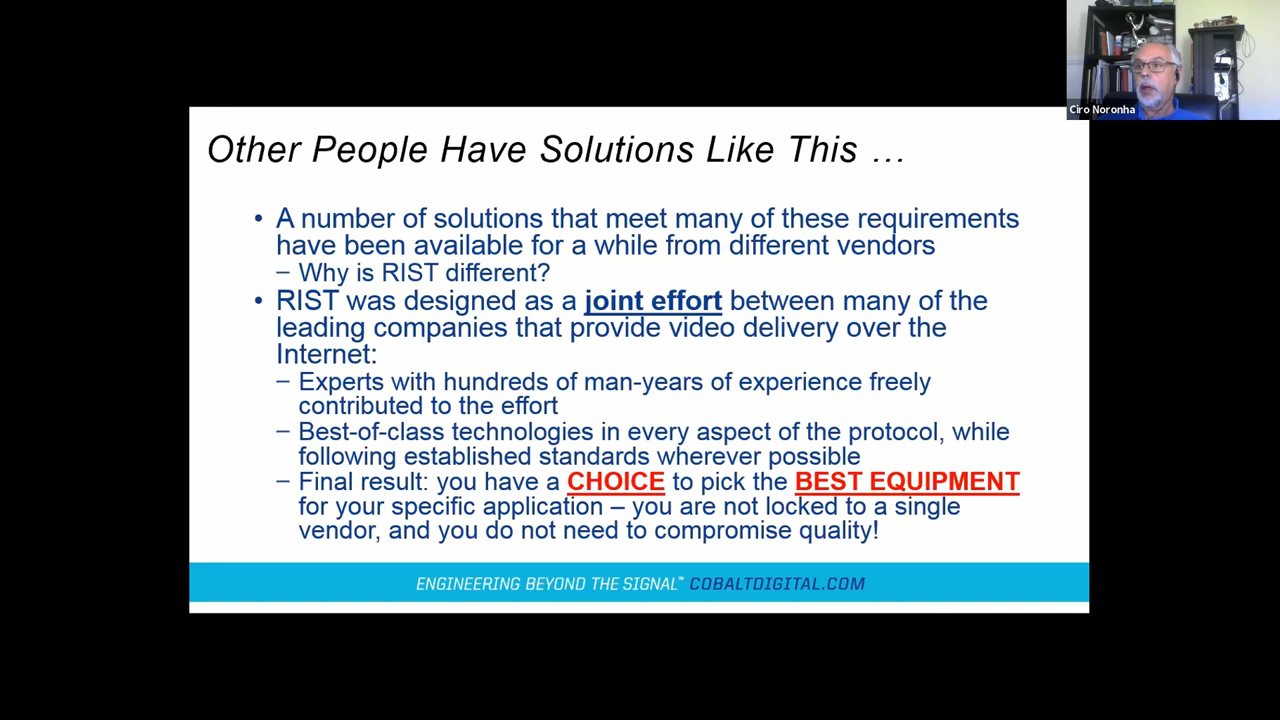 Ciro Noronha
Other People Have Solutions Like This …
• A number of solutions that meet many of these requirements
have been available for a while from different vendors
– Why is RIST different?
• RIST was designed as a joint effort between many of the
leading companies that provide video delivery over the
Internet:
– Experts with hundreds of man-years of experience freely
contributed to the effort
– Best-of-class technologies in every aspect of the protocol, while
following established standards wherever possible
– Final result: you have a CHOICE to pick the BEST EQUIPMENT
for your specific application – you are not locked to a single
vendor, and you do not need to compromise quality!
ENGINEERING BEYOND THE SIGNAL™ COBALTDIGITAL.COM